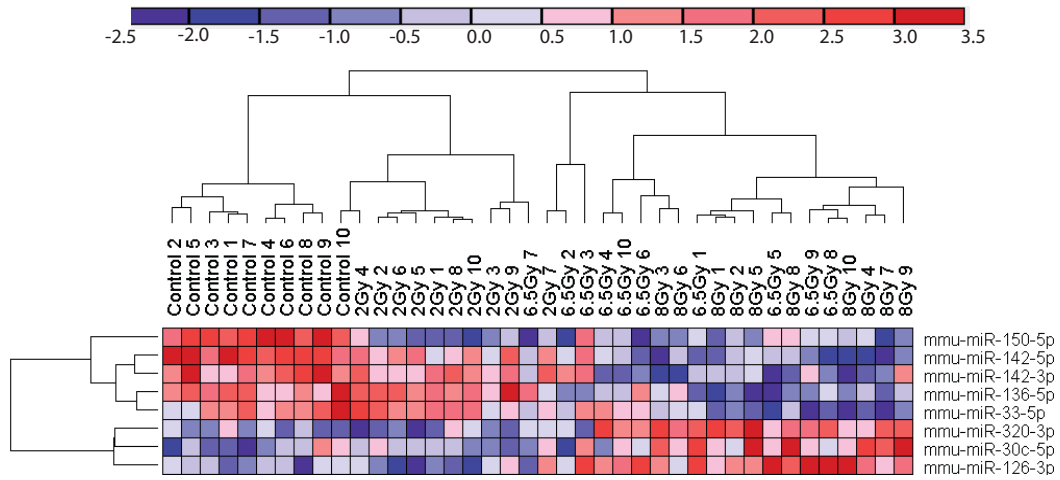 -2.5 -2.0 -1.5 -1.0 -0.5 0.0 0.5 1.0 1.5 2.0 2.5 3.0 3.5
Control 2
Control 5
Control 3
Control 1
Control 7
Control 4
Control 6
Control 8
Control 9
Control 10
2Gy 4
2Gy 2
2Gy 6
2Gy 5
2Gy 1
2Gy 8
2Gy 10
2Gy 3
2Gy 9
6.5Gy 7
2Gy 7
6.5Gy 2
6.5Gy 3
6.5Gy 4
6.5Gy 10
6.5Gy 6
8Gy 3
8Gy 6
6.5Gy 1
8Gy 1
8Gy 2
8Gy 5
6.5Gy 5
8Gy 8
6.5Gy 9
6.5Gy 8
8Gy 10
8Gy 4
8Gy 7
8Gy 9
mmu-miR-150-5p
mmu-miR-142-5p
mmu-miR-142-3p
mmu-miR-136-5p
mmu-miR-33-5p
mmu-miR-320-3p
mmu-miR-30c-5p
mmu-miR-126-3p